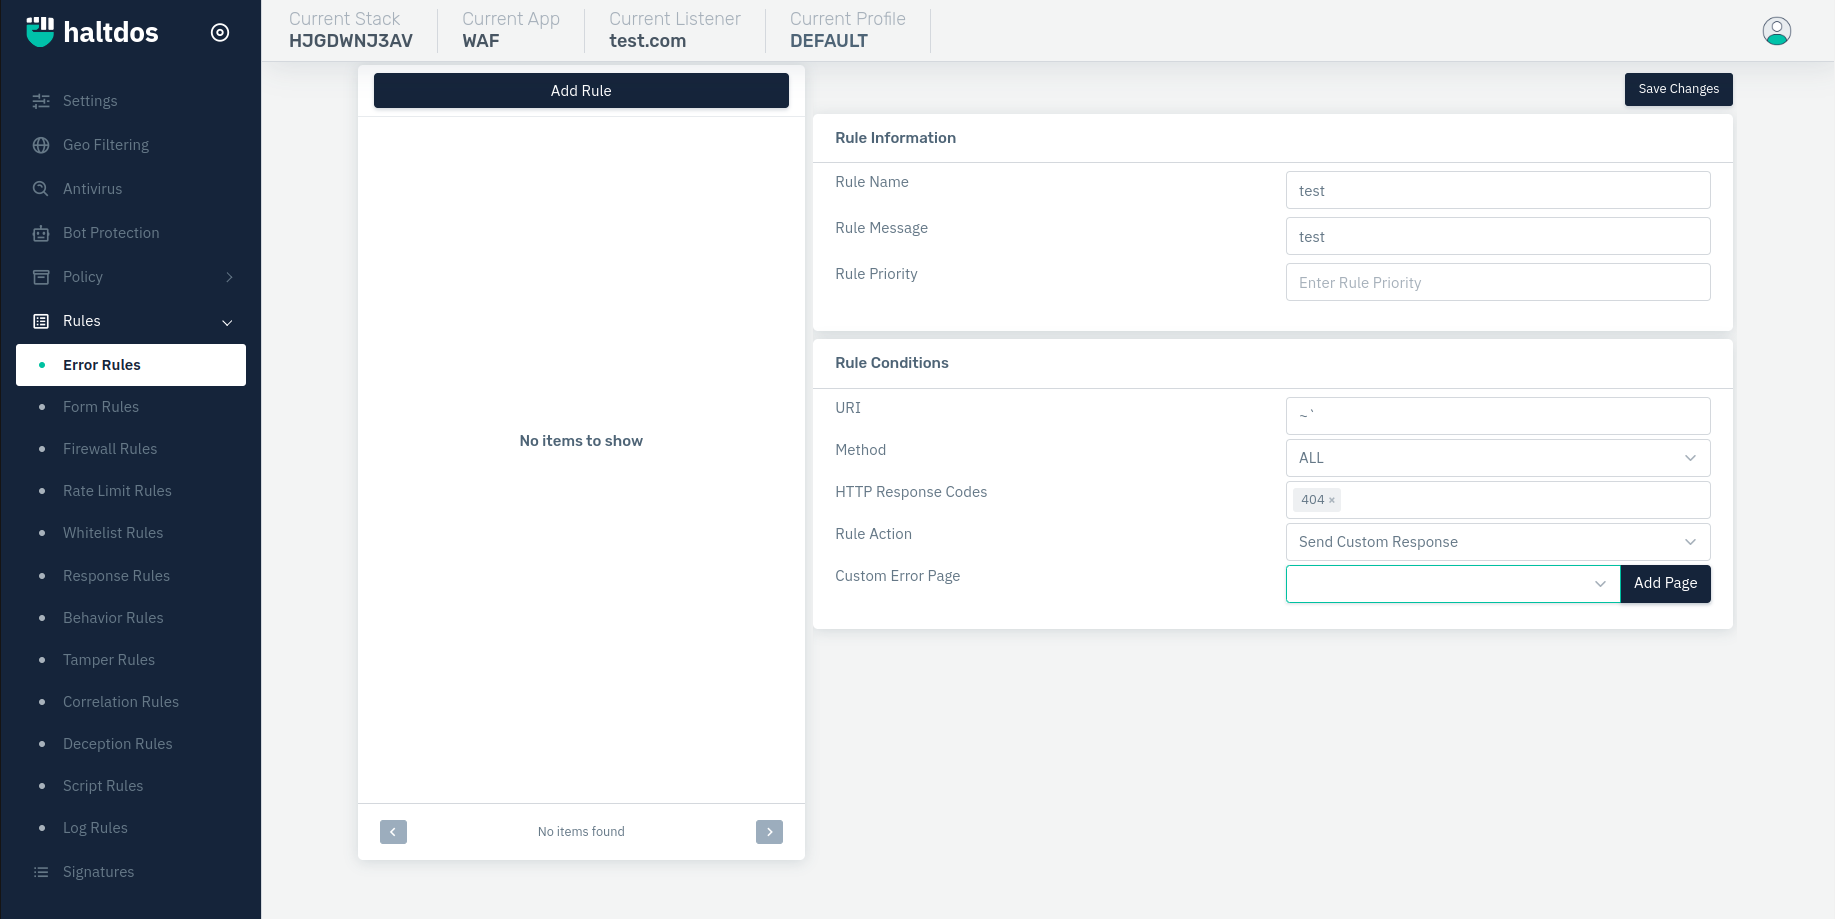 haltdos
Current Stack
HJGDWNJ3AV
Current App
WAF
Current Listener
test.com
Current Profile
DEFAULT
Settings
Geo Filtering
Antivirus
Bot Protection
Policy
Rules
Error Rules
Form Rules
Firewall Rules
Rate Limit Rules
Whitelist Rules
Response Rules
Behavior Rules
Tamper Rules
Correlation Rules
Deception Rules
Script Rules
Log Rules
Signatures
Add Rule
No items to show
No items found
Save Changes
Rule Information
Rule Name
test
Rule Message
test
Rule Priority
Enter Rule Priority
Rule Conditions
URI
~`
Method
ALL
HTTP Response Codes
404 ×
Rule Action
Send Custom Response
Custom Error Page
Add Page